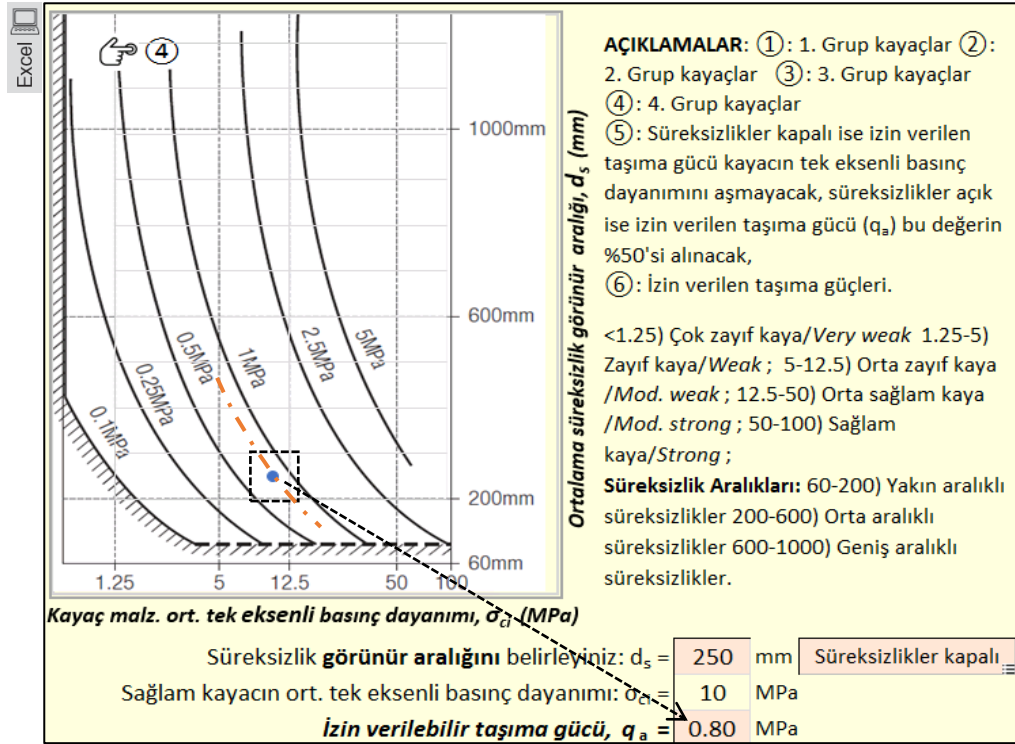 Excel
④
1000mm
600mm
200mm
60mm
0.1MPa
0.25MPa
0.5MPa
1MPa
2.5MPa
5MPa
1.25 5 12.5 50 100
Ortalama süreksizlik görünür aralığı, dₛ (mm)
Kayaç malz. ort. tek eksenli basınç dayanımı, σci (MPa)
AÇIKLAMALAR: ①: 1. Grup kayaçlar ②:
2. Grup kayaçlar ③: 3. Grup kayaçlar
④: 4. Grup kayaçlar
⑤: Süreksizlikler kapalı ise izin verilen
taşıma gücü kayacın tek eksenli basınç
dayanımını aşmayacak, süreksizlikler açık
ise izin verilen taşıma gücü (qₐ) bu değerin
%50'si alınacak,
⑥: İzin verilen taşıma güçleri.
<1.25) Çok zayıf kaya/Very weak 1.25-5)
Zayıf kaya/Weak ; 5-12.5) Orta zayıf kaya
/Mod. weak ; 12.5-50) Orta sağlam kaya
/Mod. strong ; 50-100) Sağlam
kaya/Strong ;
Süreksizlik Aralıkları: 60-200) Yakın aralıklı
süreksizlikler 200-600) Orta aralıklı
süreksizlikler 600-1000) Geniş aralıklı
süreksizlikler.
Süreksizlik görünür aralığını belirleyiniz: dₛ = 250 mm Süreksizlikler kapalı
Sağlam kayacın ort. tek eksenli basınç dayanımı: σci = 10 MPa
İzin verilebilir taşıma gücü, qₐ = 0.80 MPa